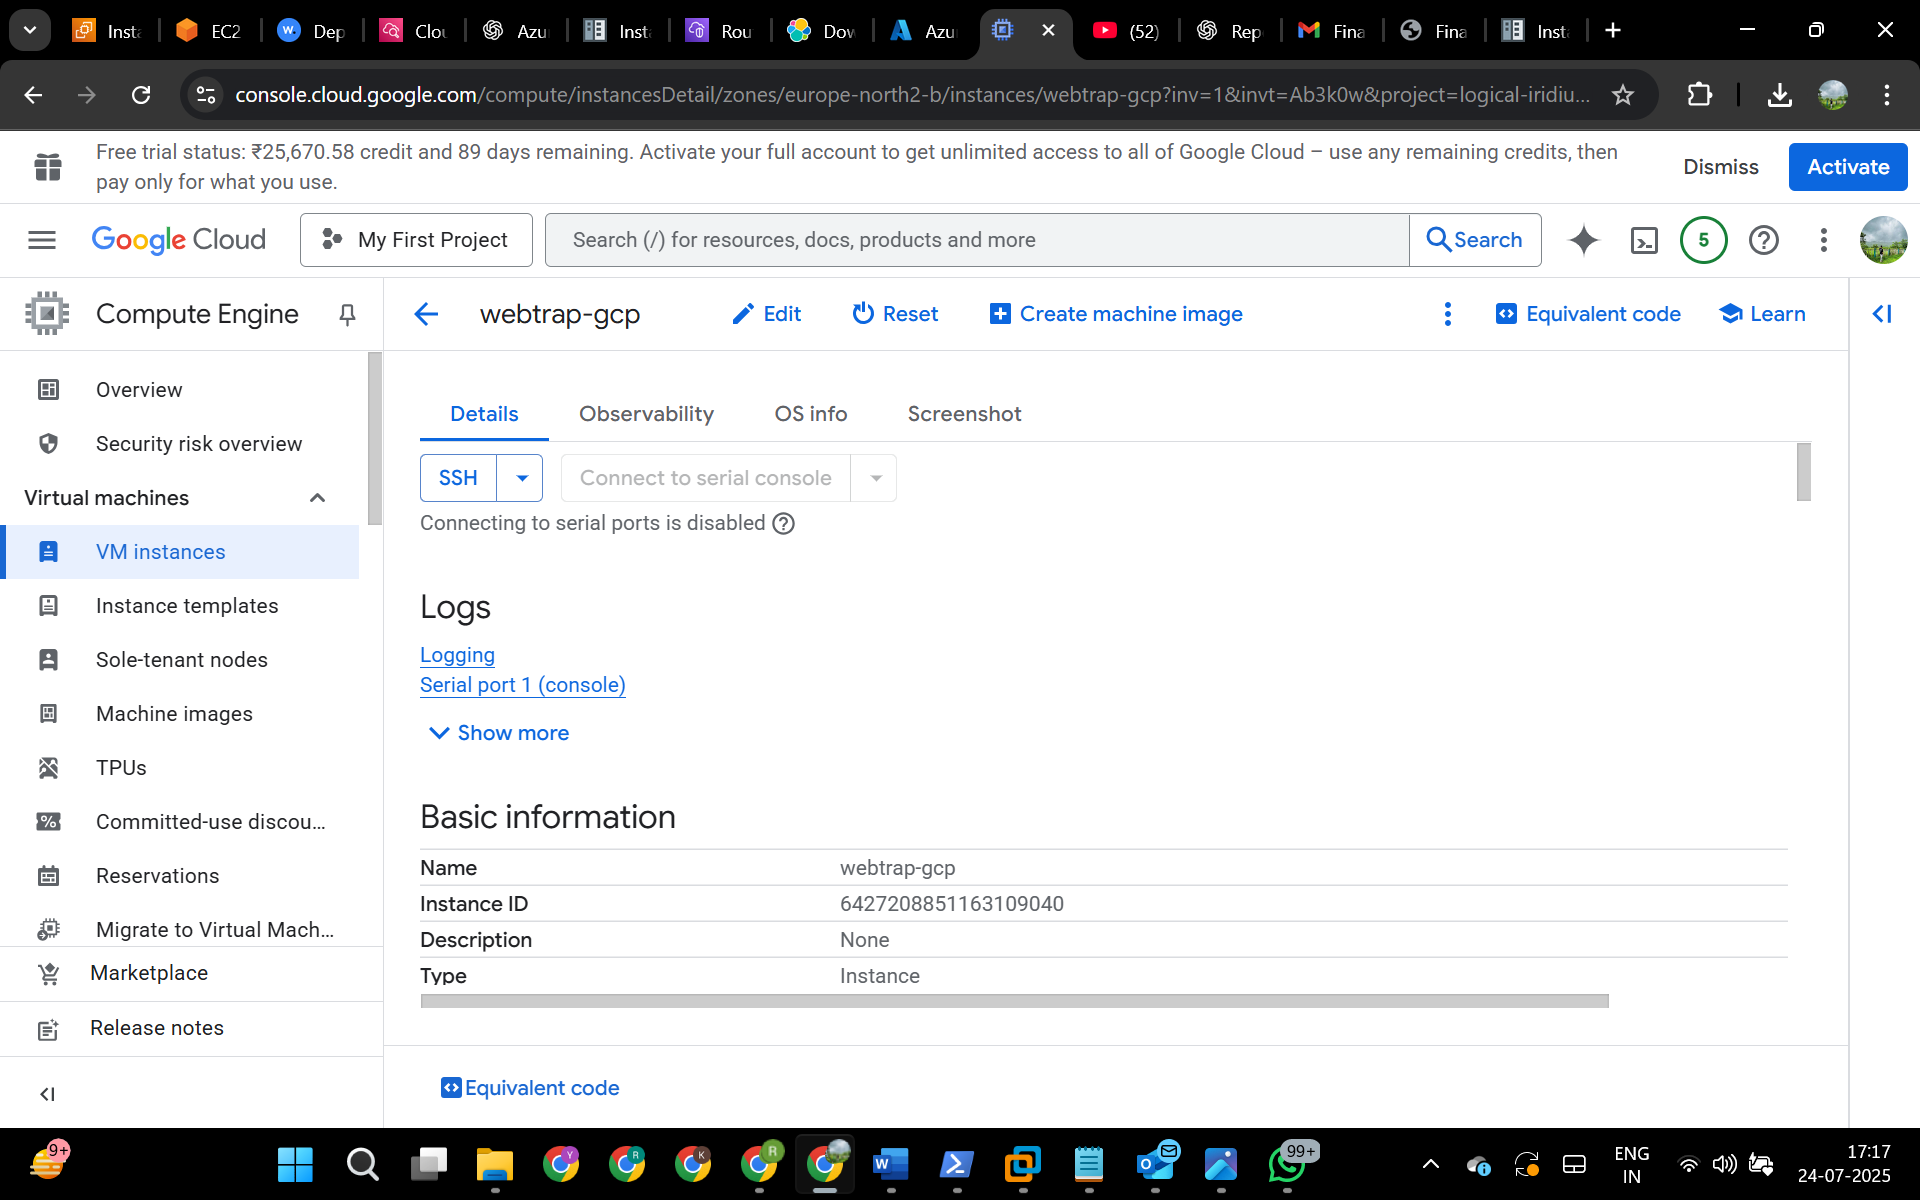 Insta
EC2
Dep
Clou
Azu
Insta
Rou
Dow
Azu
(52)
Rep
Fina
Fina
Inst
console.cloud.google.com/compute/instancesDetail/zones/europe-north2-b/instances/webtrap-gcp?inv=1&invt=Ab3k0w&project=logical-iridiu...
Free trial status: ₹25,670.58 credit and 89 days remaining. Activate your full account to get unlimited access to all of Google Cloud – use any remaining credits, then
pay only for what you use.
Dismiss
Activate
Google Cloud
My First Project
Search (/) for resources, docs, products and more
Search
5
Compute Engine
webtrap-gcp
Edit
Reset
Create machine image
Equivalent code
Learn
Overview
Security risk overview
Virtual machines
VM instances
Instance templates
Sole-tenant nodes
Machine images
TPUs
Committed-use discou...
Reservations
Migrate to Virtual Mach...
Marketplace
Release notes
Details
Observability
OS info
Screenshot
SSH
Connect to serial console
Connecting to serial ports is disabled
Logs
Logging
Serial port 1 (console)
Show more
Basic information
Name webtrap-gcp
Instance ID 6427208851163109040
Description None
Type Instance
Equivalent code
9+
Y
R
K
R
W
99+
ENG
IN
17:17
24-07-2025